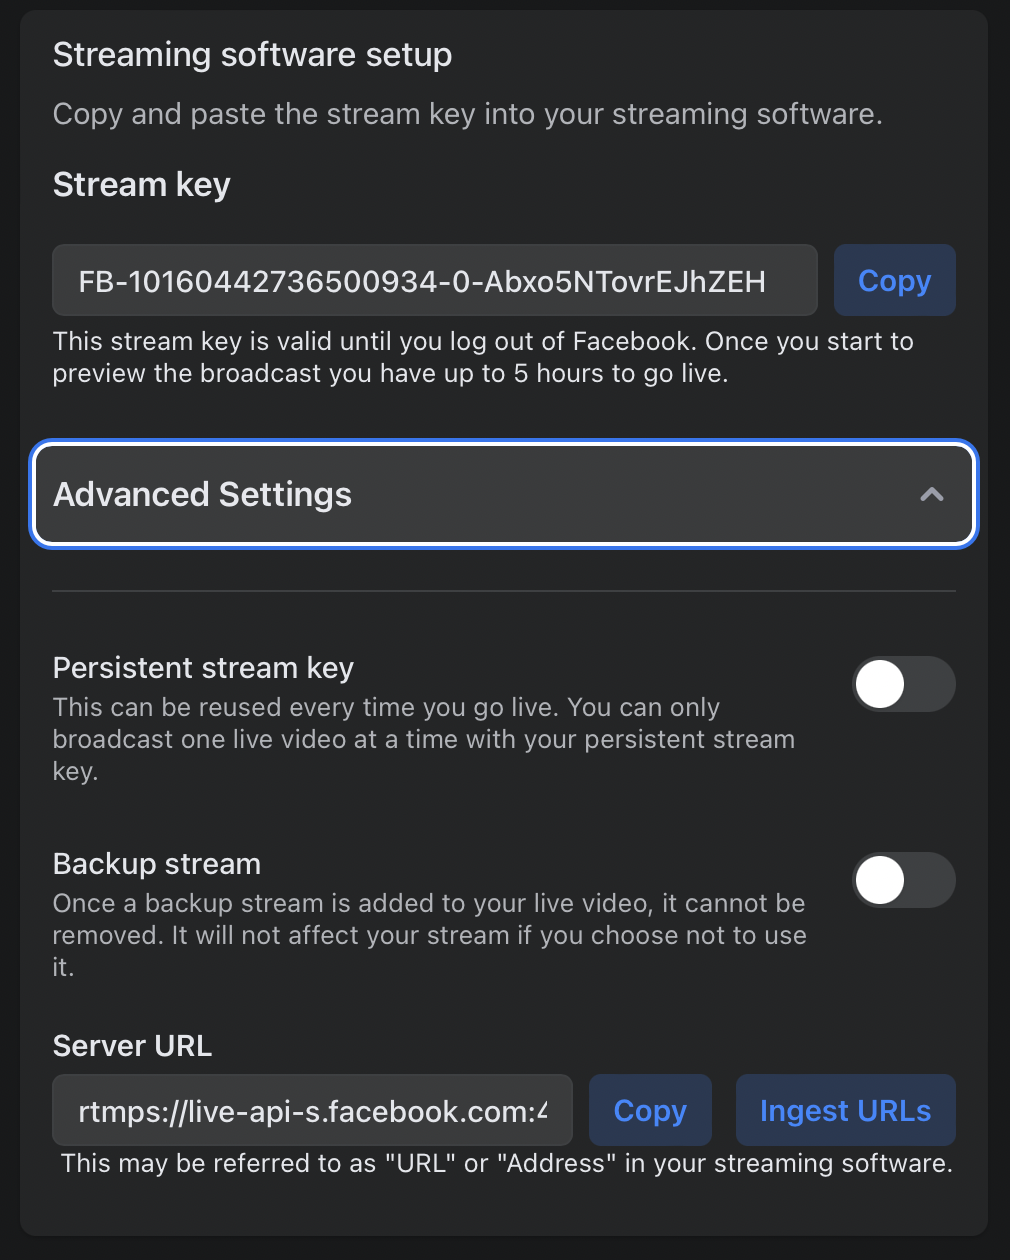 Streaming software setup
Copy and paste the stream key into your streaming software.
Stream key
FB-10160442736500934-0-Abxo5NTovrEJhZEH
Copy
This stream key is valid until you log out of Facebook. Once you start to
preview the broadcast you have up to 5 hours to go live.
Advanced Settings
Persistent stream key
This can be reused every time you go live. You can only
broadcast one live video at a time with your persistent stream
key.
Backup stream
Once a backup stream is added to your live video, it cannot be
removed. It will not affect your stream if you choose not to use
it.
Server URL
rtmps://live-api-s.facebook.com:4
Copy
Ingest URLs
This may be referred to as "URL" or "Address" in your streaming software.